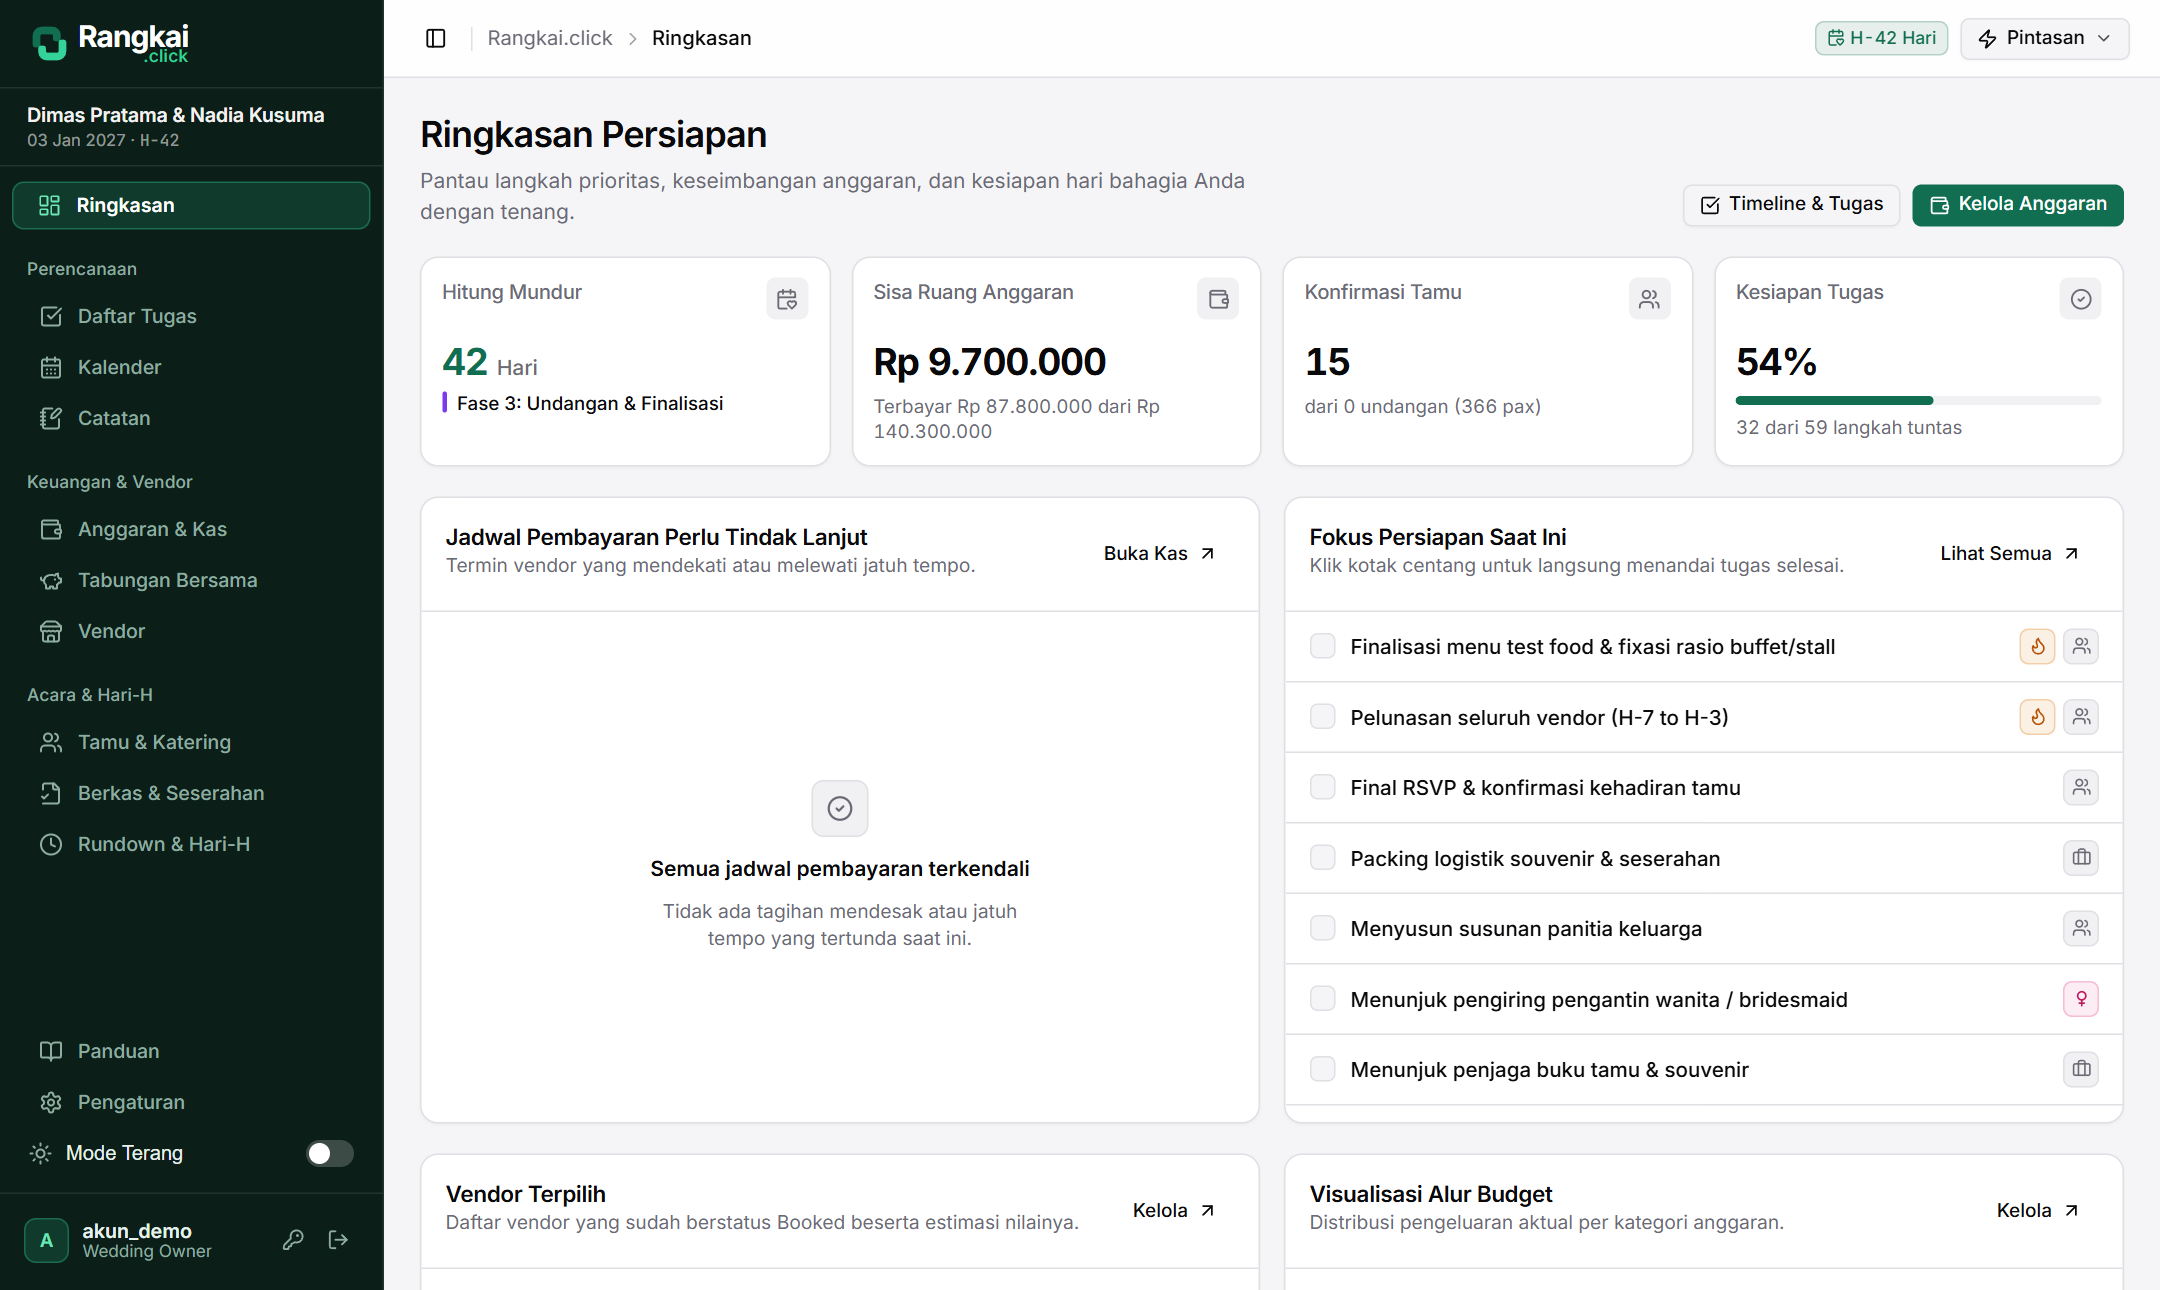 Rangkai
.click
Dimas Pratama & Nadia Kusuma
03 Jan 2027 · H-42
Ringkasan
Perencanaan
Daftar Tugas
Kalender
Catatan
Keuangan & Vendor
Anggaran & Kas
Tabungan Bersama
Vendor
Acara & Hari-H
Tamu & Katering
Berkas & Seserahan
Rundown & Hari-H
Panduan
Pengaturan
Mode Terang
A
akun_demo
Wedding Owner
Rangkai.click > Ringkasan
H-42 Hari
Pintasan
Ringkasan Persiapan
Pantau langkah prioritas, keseimbangan anggaran, dan kesiapan hari bahagia Anda
dengan tenang.
Timeline & Tugas
Kelola Anggaran
Hitung Mundur
42 Hari
Fase 3: Undangan & Finalisasi
Sisa Ruang Anggaran
Rp 9.700.000
Terbayar Rp 87.800.000 dari Rp
140.300.000
Konfirmasi Tamu
15
dari 0 undangan (366 pax)
Kesiapan Tugas
54%
32 dari 59 langkah tuntas
Jadwal Pembayaran Perlu Tindak Lanjut
Termin vendor yang mendekati atau melewati jatuh tempo.
Buka Kas
Semua jadwal pembayaran terkendali
Tidak ada tagihan mendesak atau jatuh
tempo yang tertunda saat ini.
Fokus Persiapan Saat Ini
Klik kotak centang untuk langsung menandai tugas selesai.
Lihat Semua
Finalisasi menu test food & fixasi rasio buffet/stall
Pelunasan seluruh vendor (H-7 to H-3)
Final RSVP & konfirmasi kehadiran tamu
Packing logistik souvenir & seserahan
Menyusun susunan panitia keluarga
Menunjuk pengiring pengantin wanita / bridesmaid
Menunjuk penjaga buku tamu & souvenir
Vendor Terpilih
Daftar vendor yang sudah berstatus Booked beserta estimasi nilainya.
Kelola
Visualisasi Alur Budget
Distribusi pengeluaran aktual per kategori anggaran.
Kelola